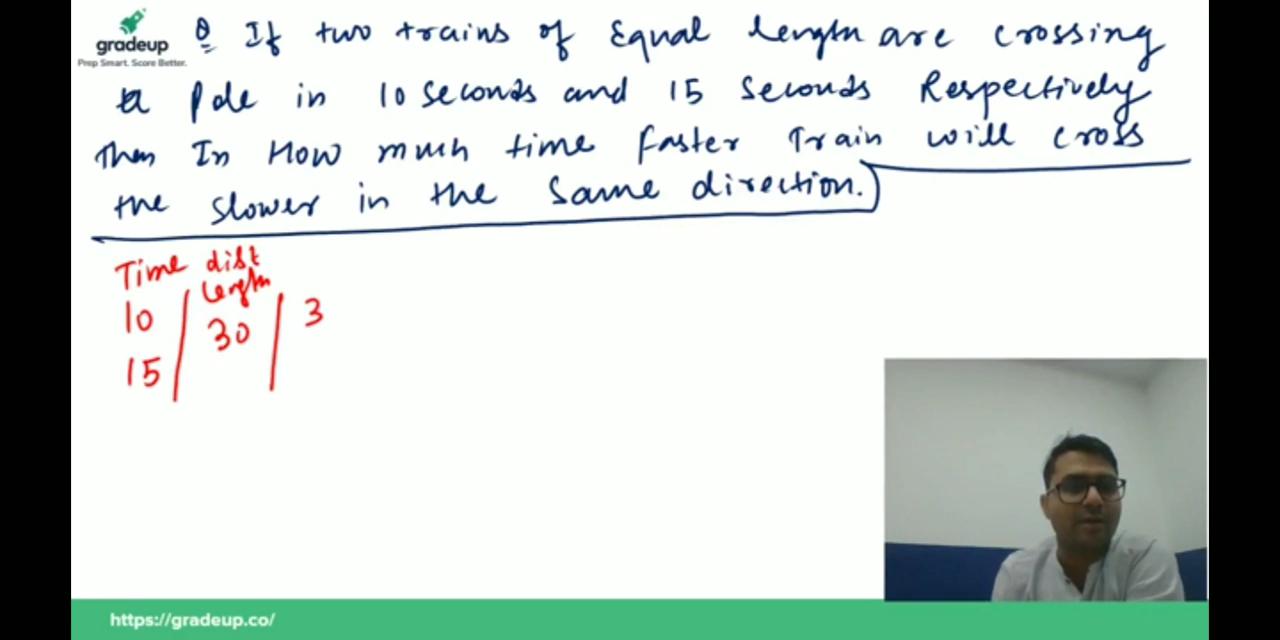 gradeup
Prep Smart. Score Better.
Q If two trains of Equal length are crossing
a Pole in 10 seconds and 15 seconds Respectively
Then In How much time faster Train will cross
the slower in the same direction.
Time dist
length
10 30 3
15
https://gradeup.co/